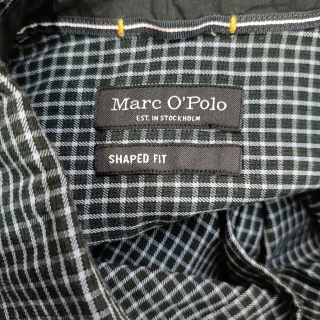 Marc O'Polo
EST. IN STOCKHOLM
SHAPED FIT